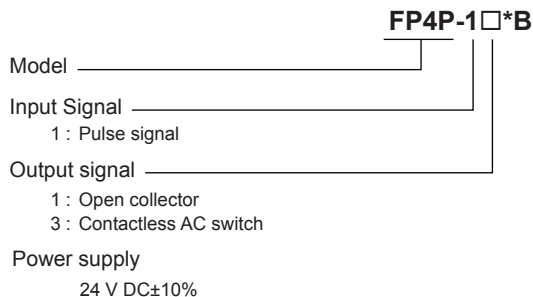 FP4P-1□*B
Model
Input Signal
1 : Pulse signal
Output signal
1 : Open collector
3 : Contactless AC switch
Power supply
24 V DC±10%